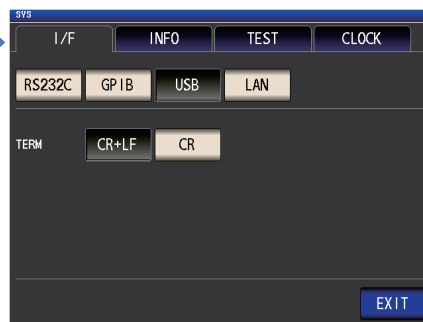 SYS
I/F INFO TEST CLOCK
RS232C GPIB USB LAN
TERM CR+LF CR
EXIT